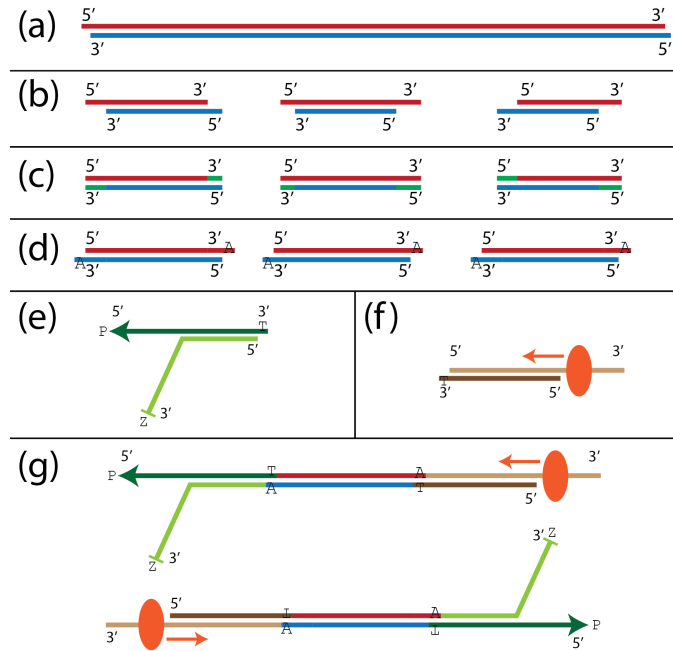 (a) 5′ 3′
3′ 5′
(b) 5′ 3′ 5′ 3′ 5′ 3′
3′ 5′ 3′ 5′ 3′ 5′
(c) 5′ 3′ 5′ 3′ 5′ 3′
3′ 5′ 3′ 5′ 3′ 5′
(d) 5′ 3′ A 5′ 3′ A 5′ 3′ A
A 3′ 5′ A 3′ 5′ A 3′ 5′
(e) 5′ 3′
P T
5′
Z 3′
(f)
5′ 3′
T
3′ 5′
(g) 5′ 3′
P T A
A T 5′
Z 3′
3′ Z
5′ T A
3′ A T 5′ P